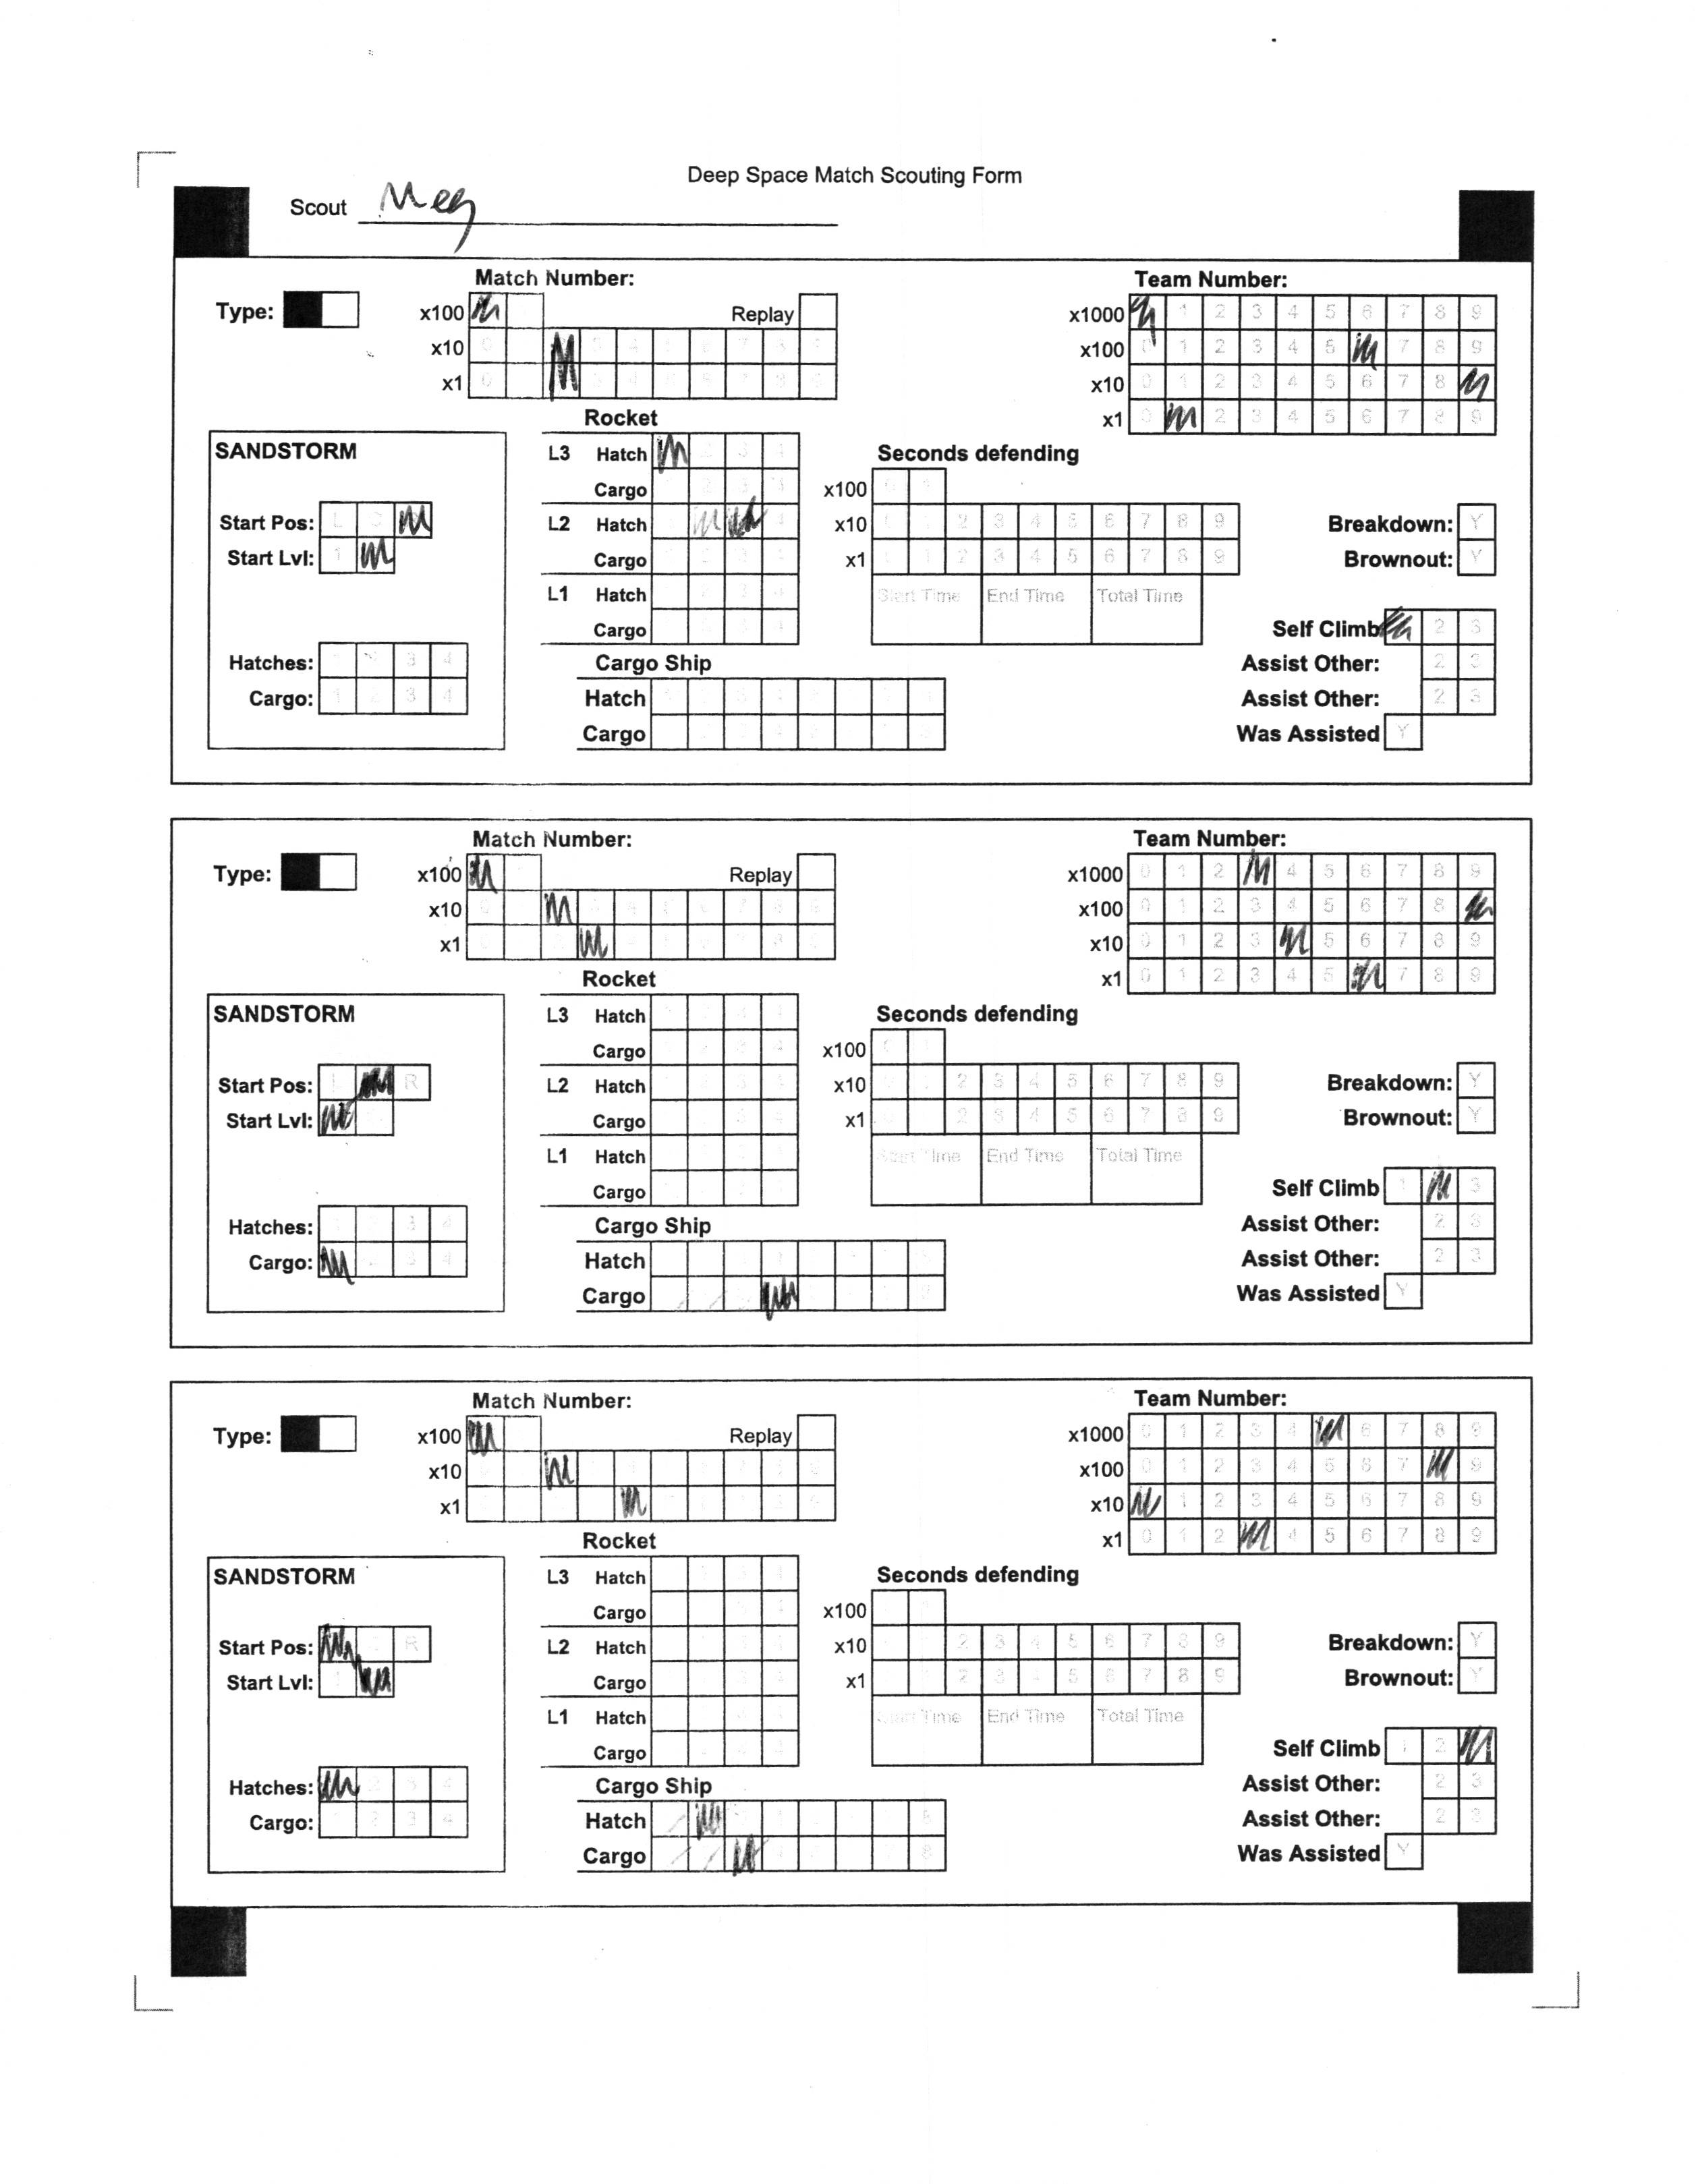 Deep Space Match Scouting Form
Scout Meg
Match Number: Team Number:
Type: x100 Replay x1000 1 2 3 4 5 6 7 8 9
x10 x100 0 1 2 3 4 5 7 8 9
x1 x10 0 1 2 3 4 5 6 7 8
Rocket x1 0 2 3 4 5 6 7 8 9
SANDSTORM L3 Hatch Seconds defending
Cargo x100
Start Pos: L2 Hatch x10 2 3 4 5 6 7 8 9 Breakdown: Y
Start Lvl: 1 Cargo x1 2 3 4 5 6 7 8 9 Brownout: Y
L1 Hatch Start Time End Time Total Time
Cargo Self Climb 2 3
Hatches: 3 4 Cargo Ship Assist Other: 2 3
Cargo: 1 2 3 4 Hatch Assist Other: 2 3
Cargo Was Assisted Y
Match Number: Team Number:
Type: x100 Replay x1000 0 1 2 4 5 6 7 8 9
x10 x100 0 1 2 3 4 5 6 7 8
x1 x10 0 1 2 3 5 6 7 8 9
Rocket x1 0 1 2 3 4 5 7 8 9
SANDSTORM L3 Hatch Seconds defending
Cargo x100
Start Pos: L R L2 Hatch x10 2 3 4 5 6 7 8 9 Breakdown: Y
Start Lvl: Cargo x1 2 3 4 5 6 7 8 9 Brownout: Y
L1 Hatch Start Time End Time Total Time
Cargo Self Climb 1 3
Hatches: 3 4 Cargo Ship Assist Other: 2 3
Cargo: 3 4 Hatch Assist Other: 2 3
Cargo Was Assisted Y
Match Number: Team Number:
Type: x100 Replay x1000 0 1 2 3 4 6 7 8 9
x10 x100 0 1 2 3 4 5 6 7 9
x1 x10 1 2 3 4 5 6 7 8 9
Rocket x1 0 1 2 4 5 6 7 8 9
SANDSTORM L3 Hatch Seconds defending
Cargo x100
Start Pos: R L2 Hatch x10 2 3 4 5 6 7 8 9 Breakdown: Y
Start Lvl: Cargo x1 2 3 4 5 6 7 8 9 Brownout: Y
L1 Hatch Start Time End Time Total Time
Cargo Self Climb 1 2
Hatches: 2 3 4 Cargo Ship Assist Other: 2 3
Cargo: 2 3 4 Hatch 8 Assist Other: 2 3
Cargo 8 Was Assisted Y